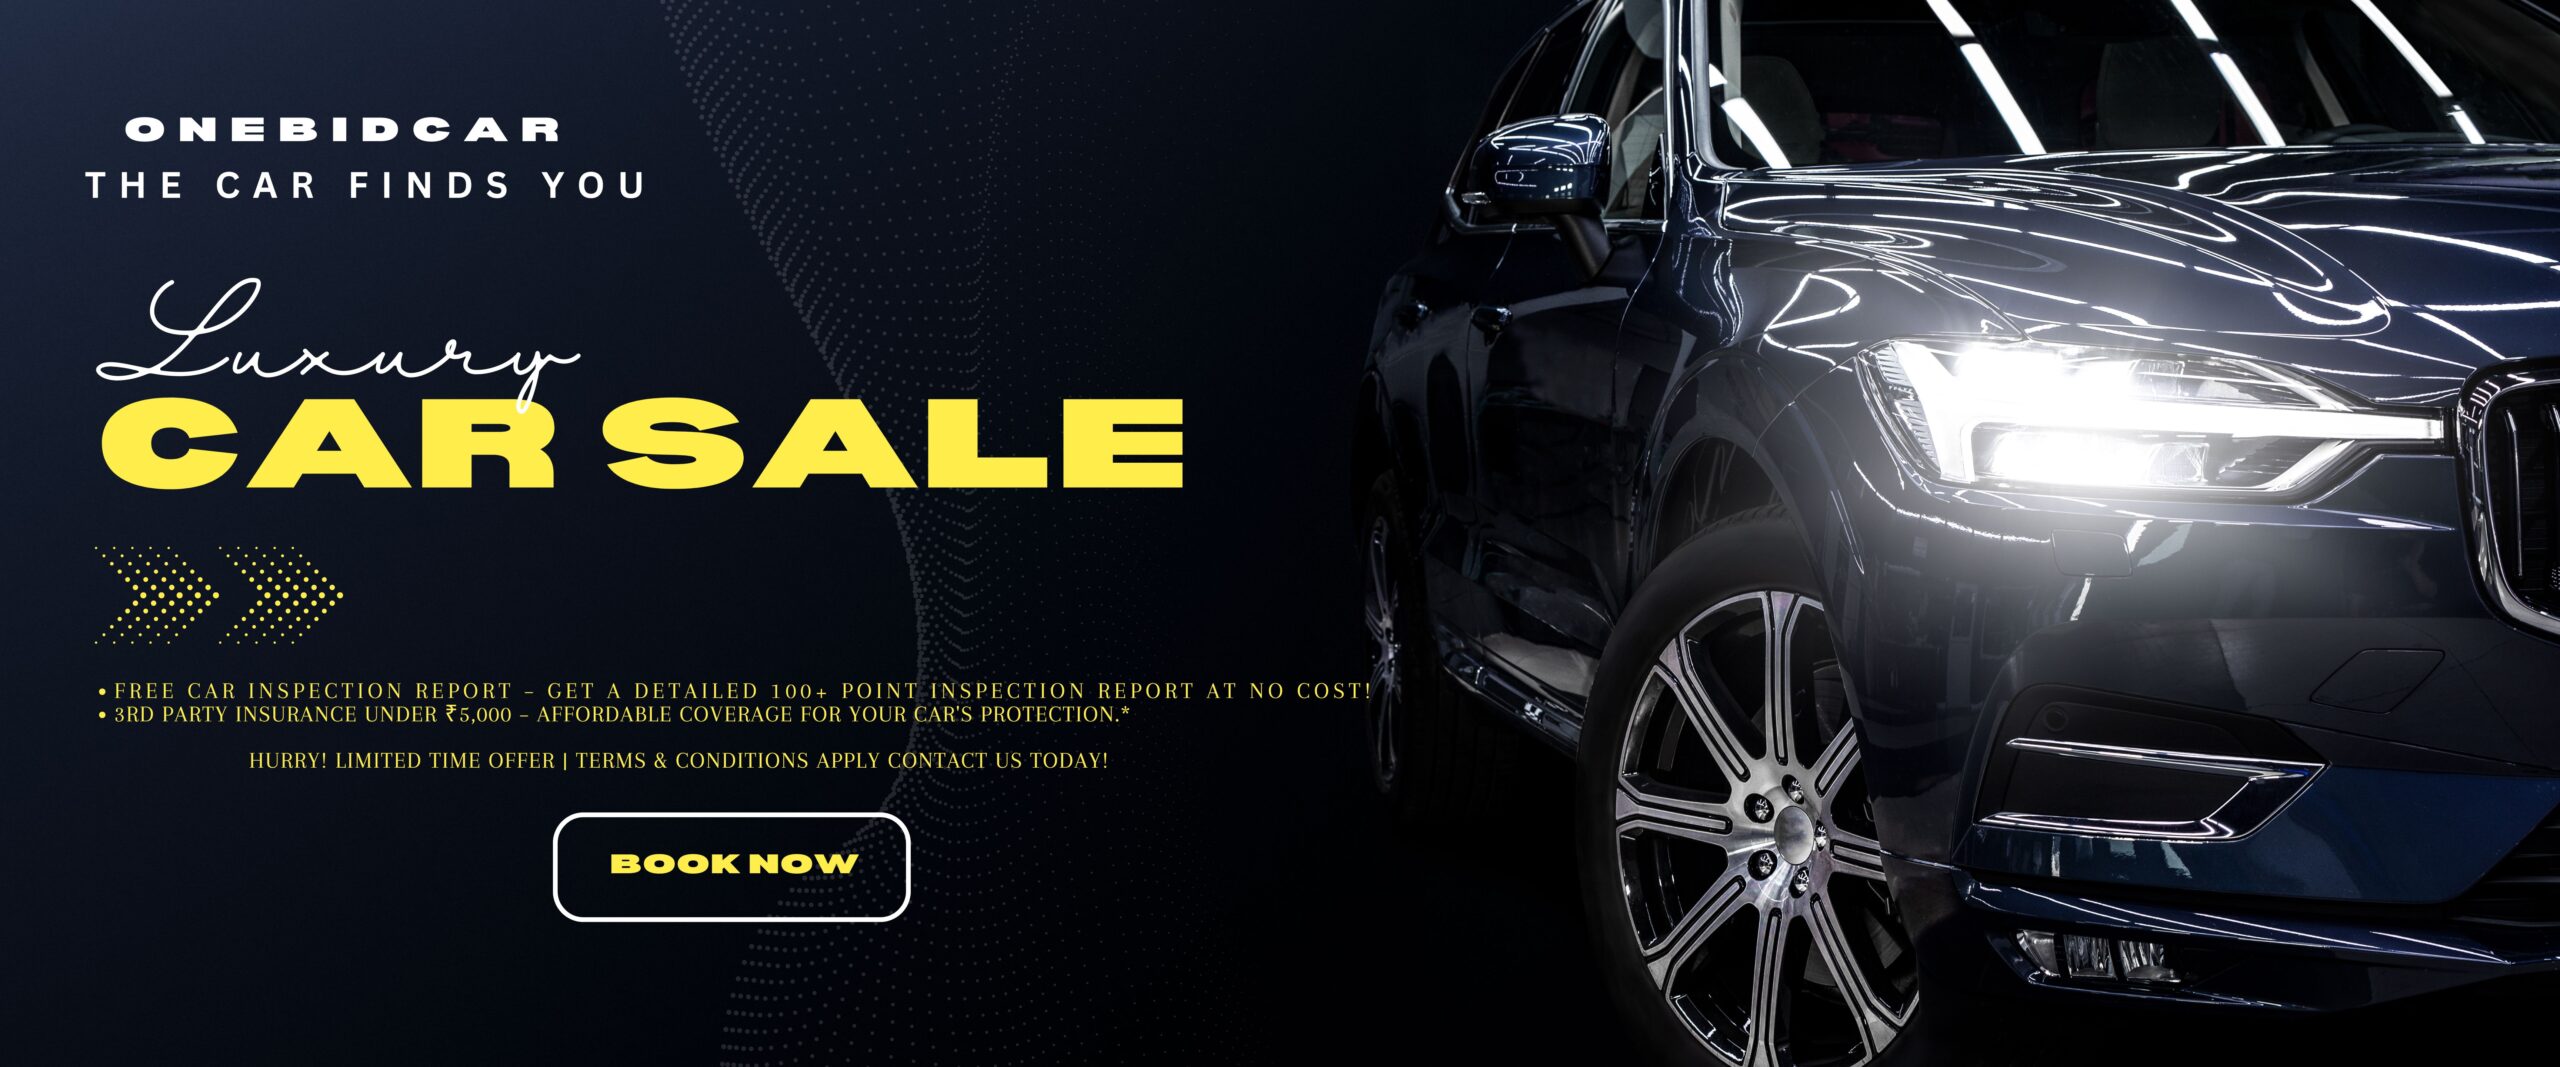 ONEBIDCAR
THE CAR FINDS YOU
Luxury
CAR SALE
• FREE CAR INSPECTION REPORT – GET A DETAILED 100+ POINT INSPECTION REPORT AT NO COST!
• 3RD PARTY INSURANCE UNDER ₹5,000 – AFFORDABLE COVERAGE FOR YOUR CAR'S PROTECTION.*
HURRY! LIMITED TIME OFFER | TERMS & CONDITIONS APPLY CONTACT US TODAY!
BOOK NOW